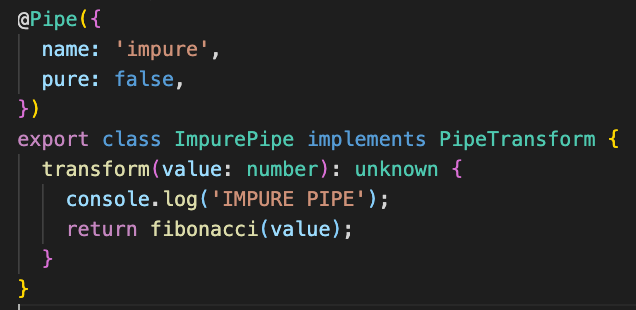 @Pipe({
  name: 'impure',
  pure: false,
})
export class ImpurePipe implements PipeTransform {
  transform(value: number): unknown {
    console.log('IMPURE PIPE');
    return fibonacci(value);
  }
}